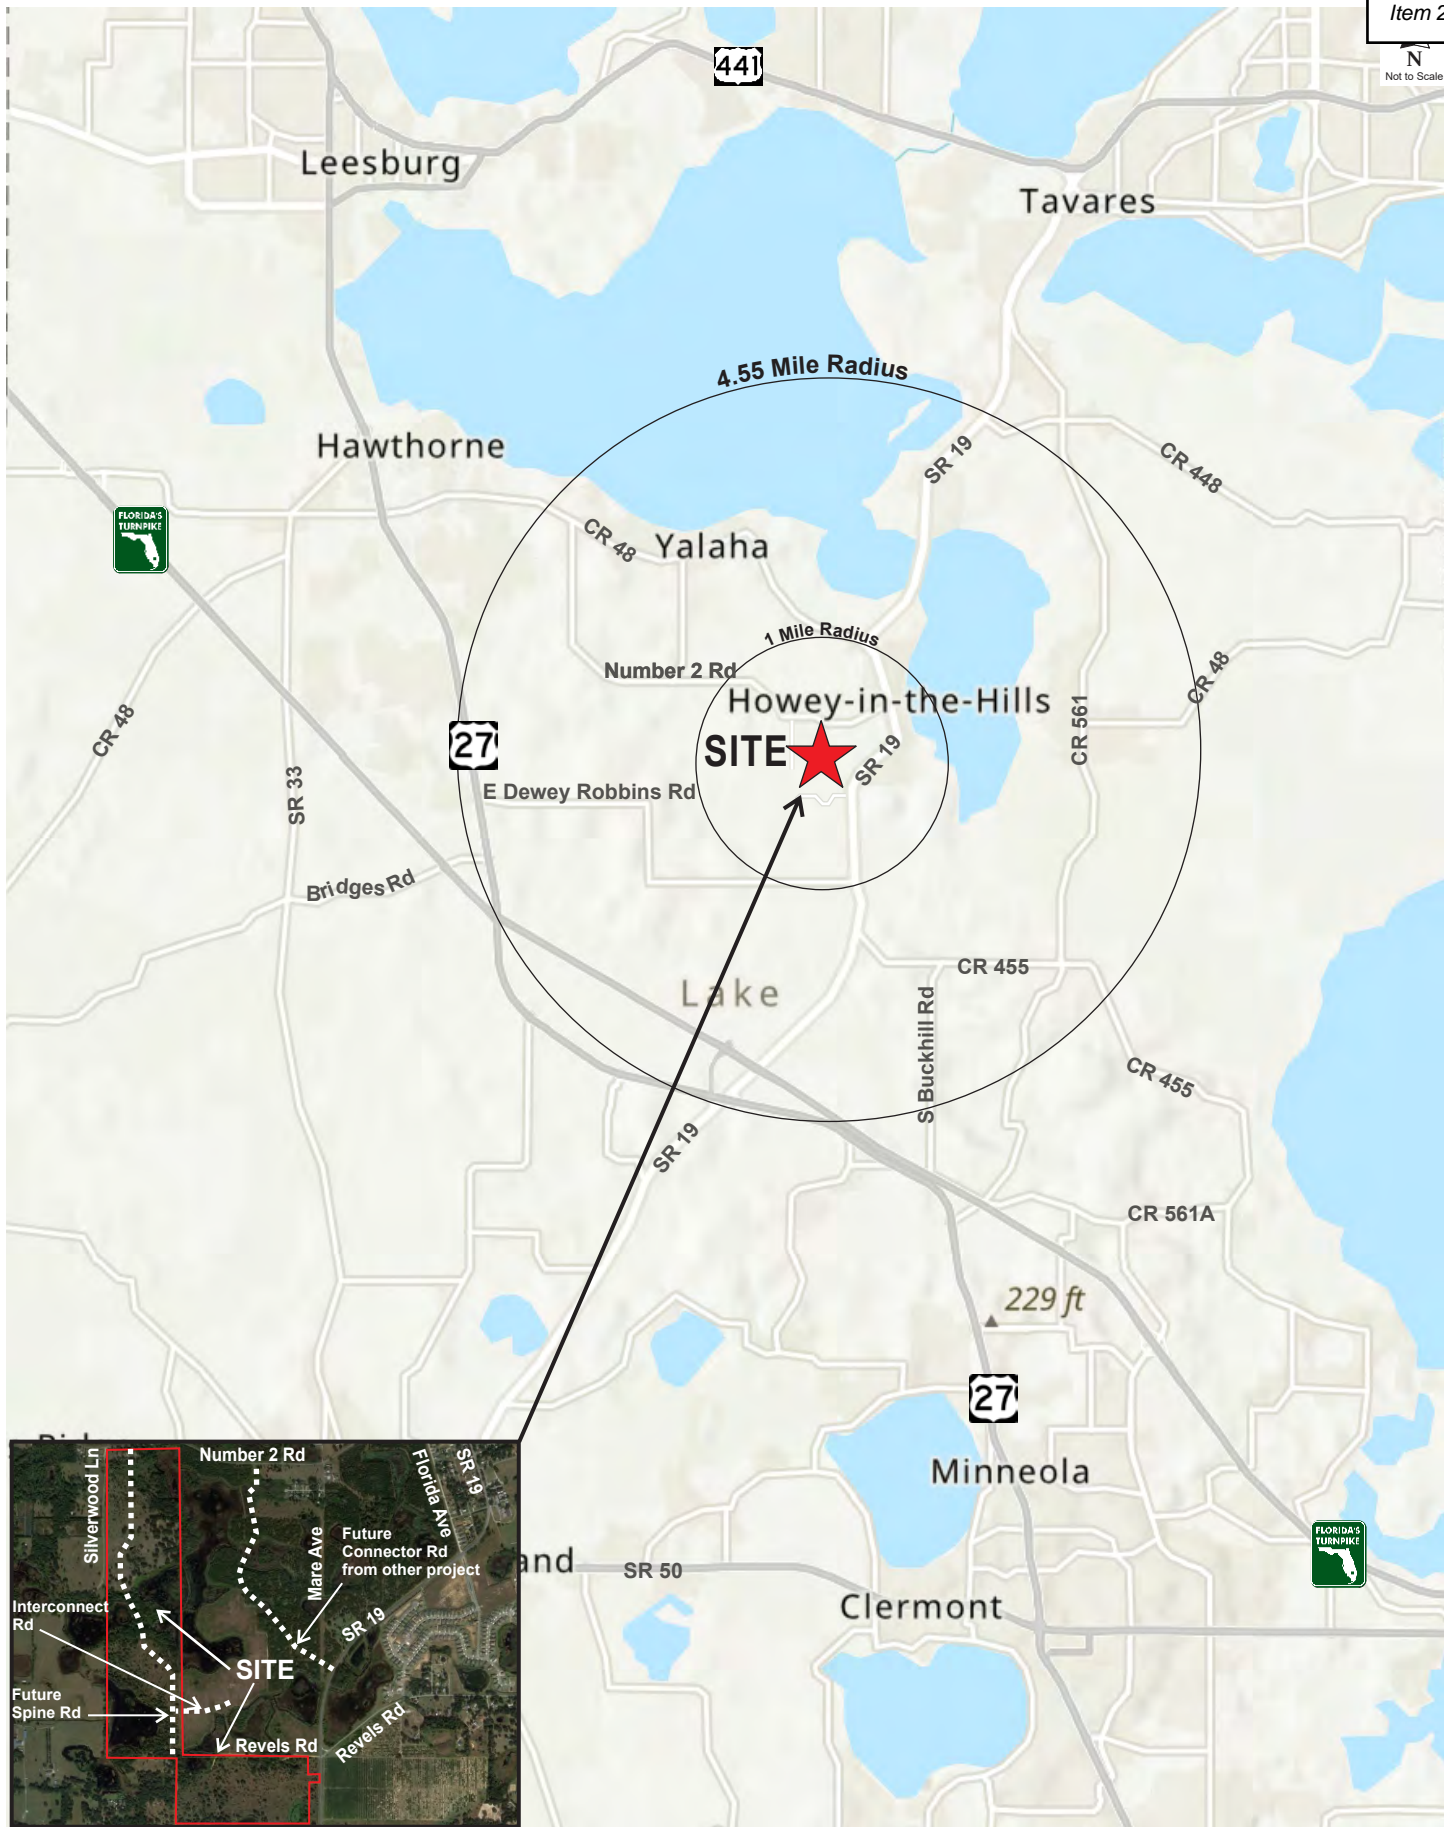 Item 2
N
Not to Scale
441
Leesburg
Tavares
4.55 Mile Radius
Hawthorne
SR 19
CR 448
FLORIDA'S
TURNPIKE
CR 48
Yalaha
1 Mile Radius
Number 2 Rd
CR 48
Howey-in-the-Hills
CR 48
27
SITE
SR 19
CR 561
SR 33
E Dewey Robbins Rd
Bridges Rd
CR 455
Lake
S Buckhill Rd
CR 455
SR 19
CR 561A
229 ft
27
Minneola
FLORIDA'S
TURNPIKE
and
SR 50
Clermont
Silverwood Ln
Number 2 Rd
Florida Ave
SR 19
Mare Ave
Future
Connector Rd
from other project
Interconnect
Rd
SR 19
SITE
Future
Spine Rd
Revels Rd
Revels Rd